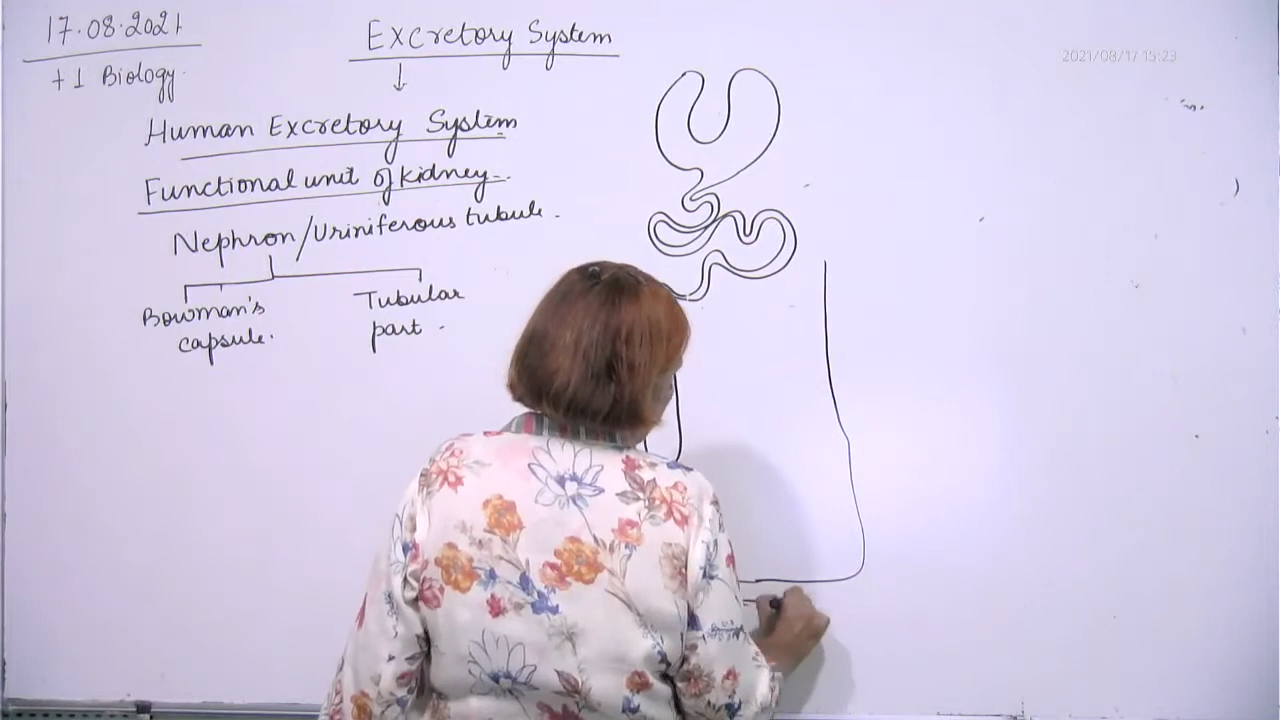 17.08.2021
+1 Biology
Excretory System
2021/08/17 15:23
Human Excretory System
Functional unit of kidney
Nephron/Uriniferous tubule.
Bowman's capsule.
Tubular part.